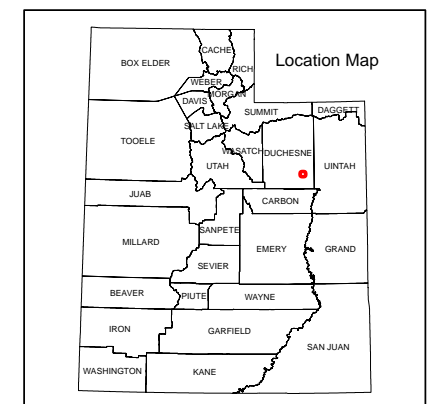 Location Map
CACHE
BOX ELDER
RICH
WEBER
MORGAN
DAVIS
SUMMIT
DAGGETT
SALT LAKE
TOOELE
WASATCH
DUCHESNE
UINTAH
UTAH
JUAB
CARBON
SANPETE
MILLARD
EMERY
GRAND
SEVIER
BEAVER
PIUTE
WAYNE
IRON
GARFIELD
SAN JUAN
WASHINGTON
KANE